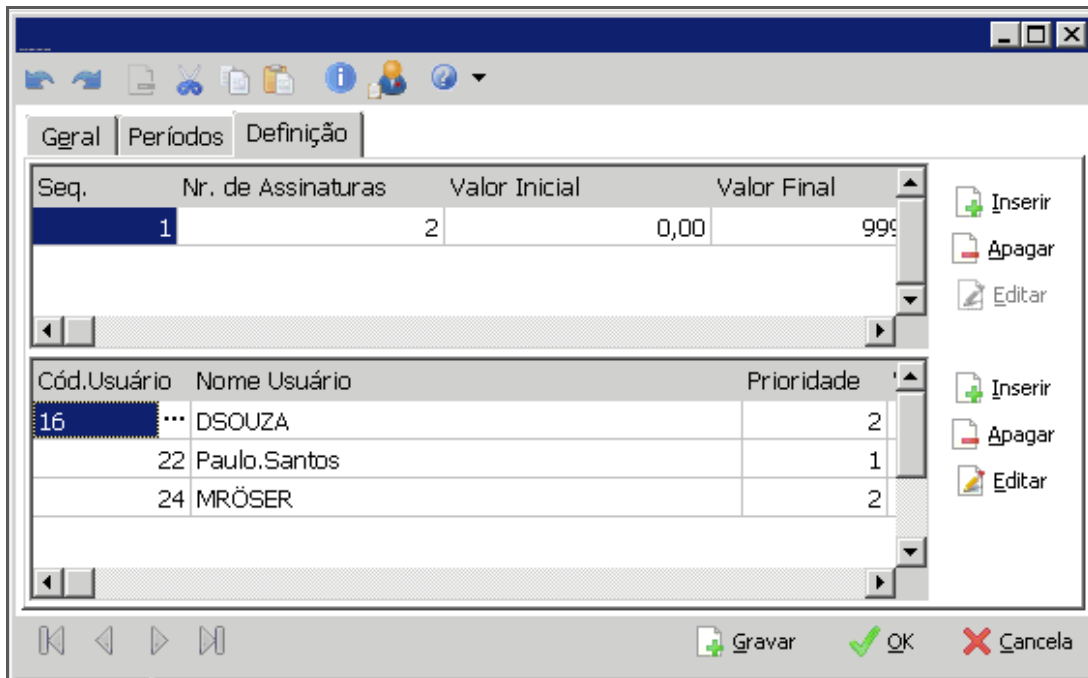 Geral Períodos Definição
Seq. Nr. de Assinaturas Valor Inicial Valor Final
1 2 0,00 999
Inserir
Apagar
Editar
Cód.Usuário Nome Usuário Prioridade
16 ... DSOUZA 2
22 Paulo.Santos 1
24 MRÖSER 2
Inserir
Apagar
Editar
Gravar OK Cancela